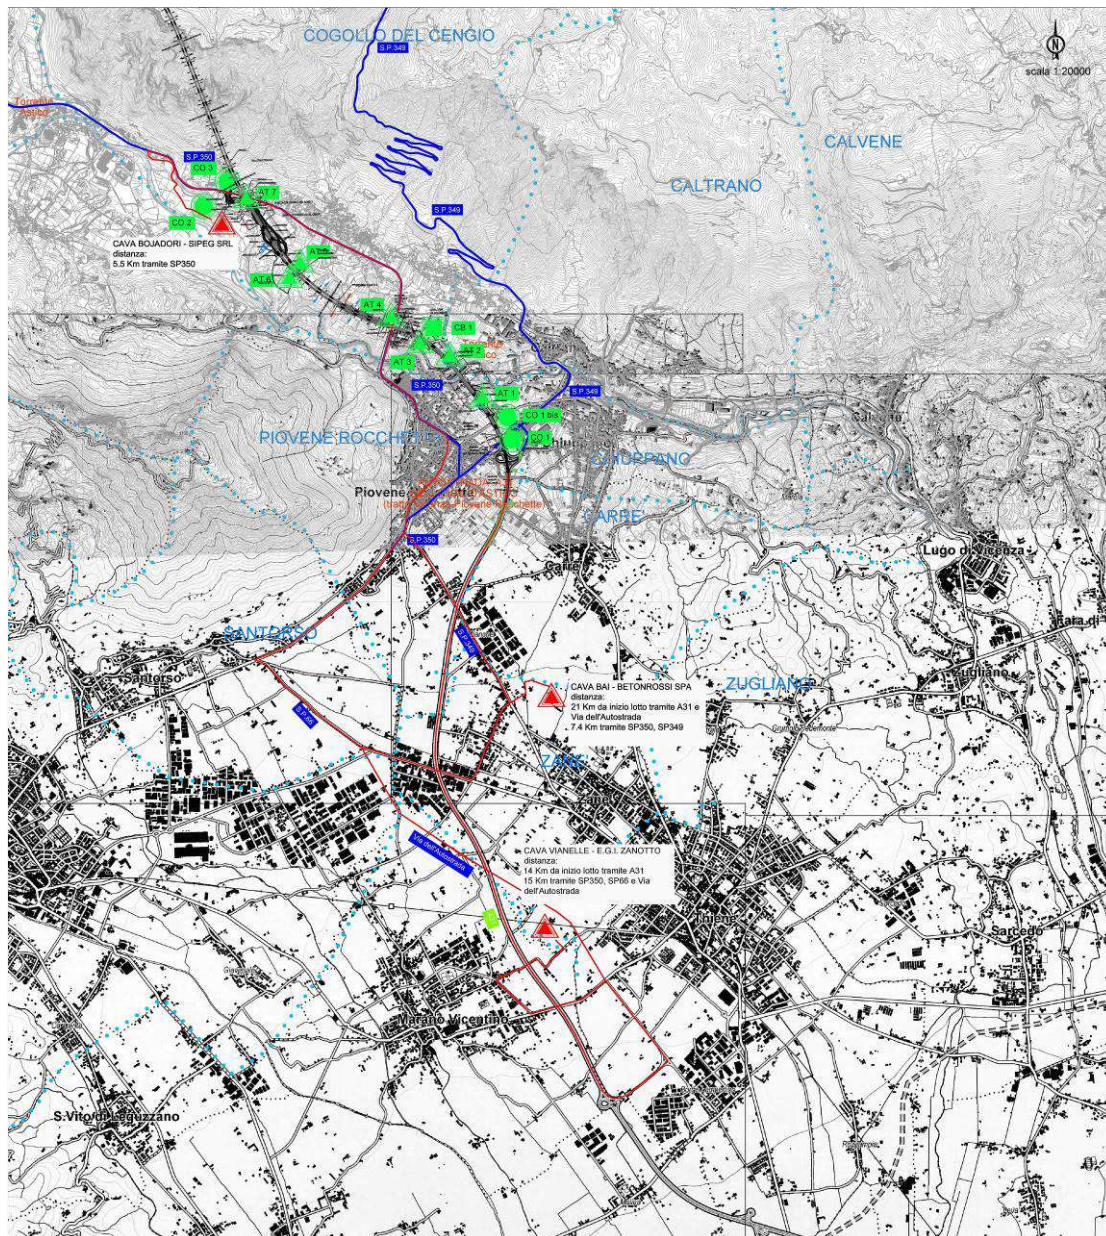 COGOLLO DEL CENGIO
S.P.349
N
scala 1:20000
Torrente
Astico
CALVENE
S.P.350
CO 3
CALTRANO
AT 7
CO 2
S.P.349
CAVA BOJADORI - SIPEG SRL
distanza:
5.5 Km tramite SP350
AT 6
AT 4
CB 1
AT 2
AT 3
S.P.350
S.P.349
AT 1
CO 1 bis
CO 1
PIOVENE ROCCHETTE
CHIUPPANO
Piovene
CARRE'
S.P.350
Lugo di Vicenza
Carrè
Fara di
SANTORSO
S.P.349
Santorso
Zugliano
ZUGLIANO
CAVA BAI - BETONROSSI SPA
distanza:
21 Km da inizio lotto tramite A31 e
Via dell'Autostrada
7.4 Km tramite SP350, SP349
S.P.66
ZANE'
Zanè
Via dell'Autostrada
CAVA VIANELLE - E.G.I. ZANOTTO
distanza:
14 Km da inizio lotto tramite A31
15 Km tramite SP350, SP66 e Via
dell'Autostrada
Thiene
Sarcedo
Marano Vicentino
S.Vito di Leguzzano